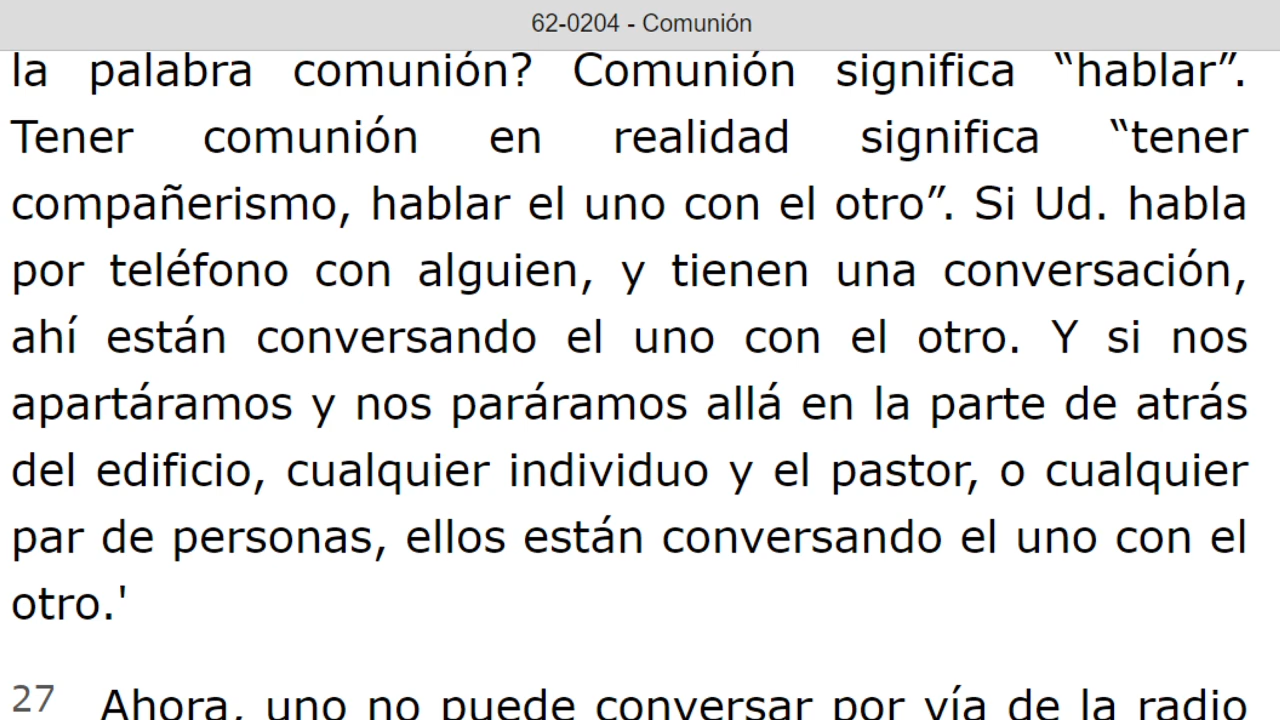 62-0204 - Comunión
la palabra comunión? Comunión significa “hablar”.
Tener comunión en realidad significa “tener
compañerismo, hablar el uno con el otro”. Si Ud. habla
por teléfono con alguien, y tienen una conversación,
ahí están conversando el uno con el otro. Y si nos
apartáramos y nos paráramos allá en la parte de atrás
del edificio, cualquier individuo y el pastor, o cualquier
par de personas, ellos están conversando el uno con el
otro.'
27 Ahora, uno no puede conversar por vía de la radio